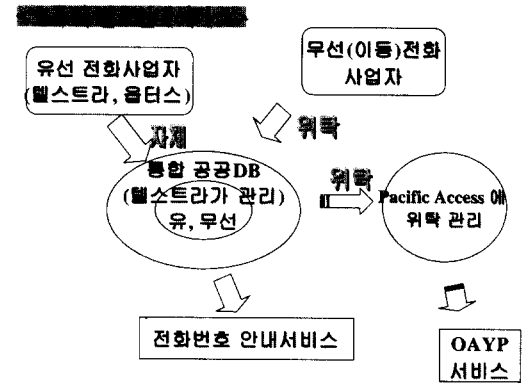 유선 전화사업자
(텔스트라, 옵터스)
무선(이동)전화
사업자
자체
위탁
통합 공공DB
(텔스트라가 관리)
유, 무선
위탁
Pacific Access 에
위탁 관리
전화번호 안내서비스
OAYP
서비스